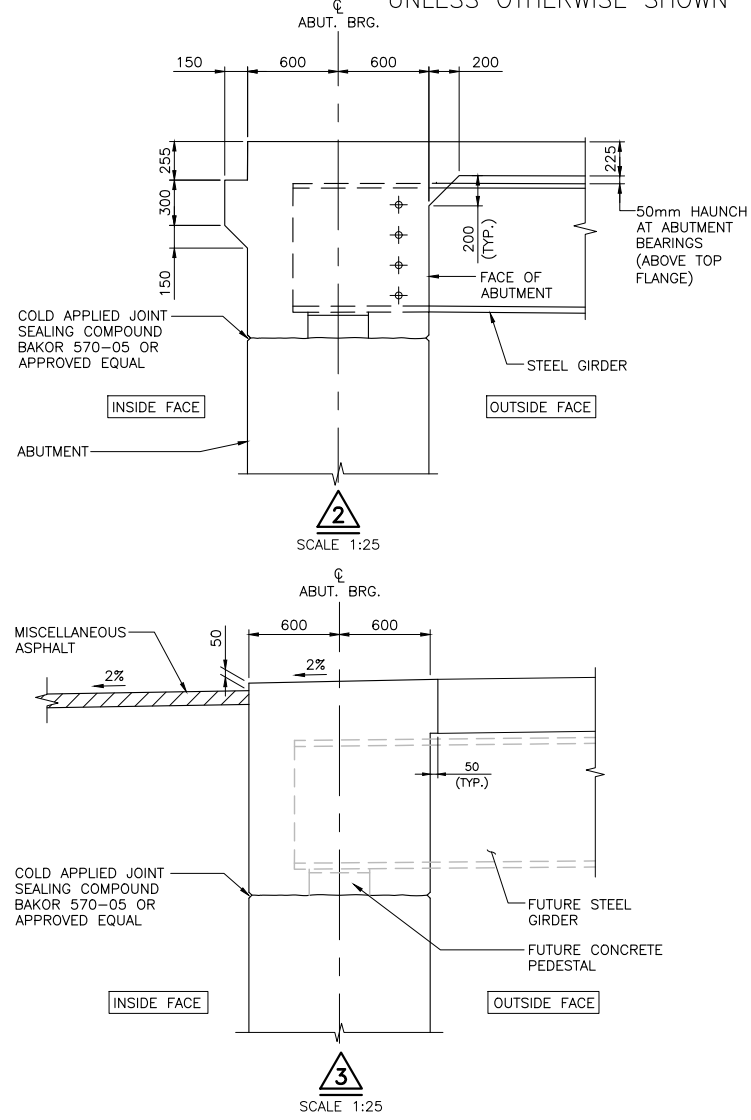 UNLESS OTHERWISE SHOWN
℄
ABUT. BRG.
150
600
600
200
255
300
150
225
200
(TYP.)
50mm HAUNCH
AT ABUTMENT
BEARINGS
(ABOVE TOP
FLANGE)
FACE OF
ABUTMENT
COLD APPLIED JOINT
SEALING COMPOUND
BAKOR 570-05 OR
APPROVED EQUAL
STEEL GIRDER
INSIDE FACE
OUTSIDE FACE
ABUTMENT
2
SCALE 1:25
℄
ABUT. BRG.
600
600
MISCELLANEOUS
ASPHALT
50
2%
2%
50
(TYP.)
COLD APPLIED JOINT
SEALING COMPOUND
BAKOR 570-05 OR
APPROVED EQUAL
FUTURE STEEL
GIRDER
FUTURE CONCRETE
PEDESTAL
INSIDE FACE
OUTSIDE FACE
3
SCALE 1:25